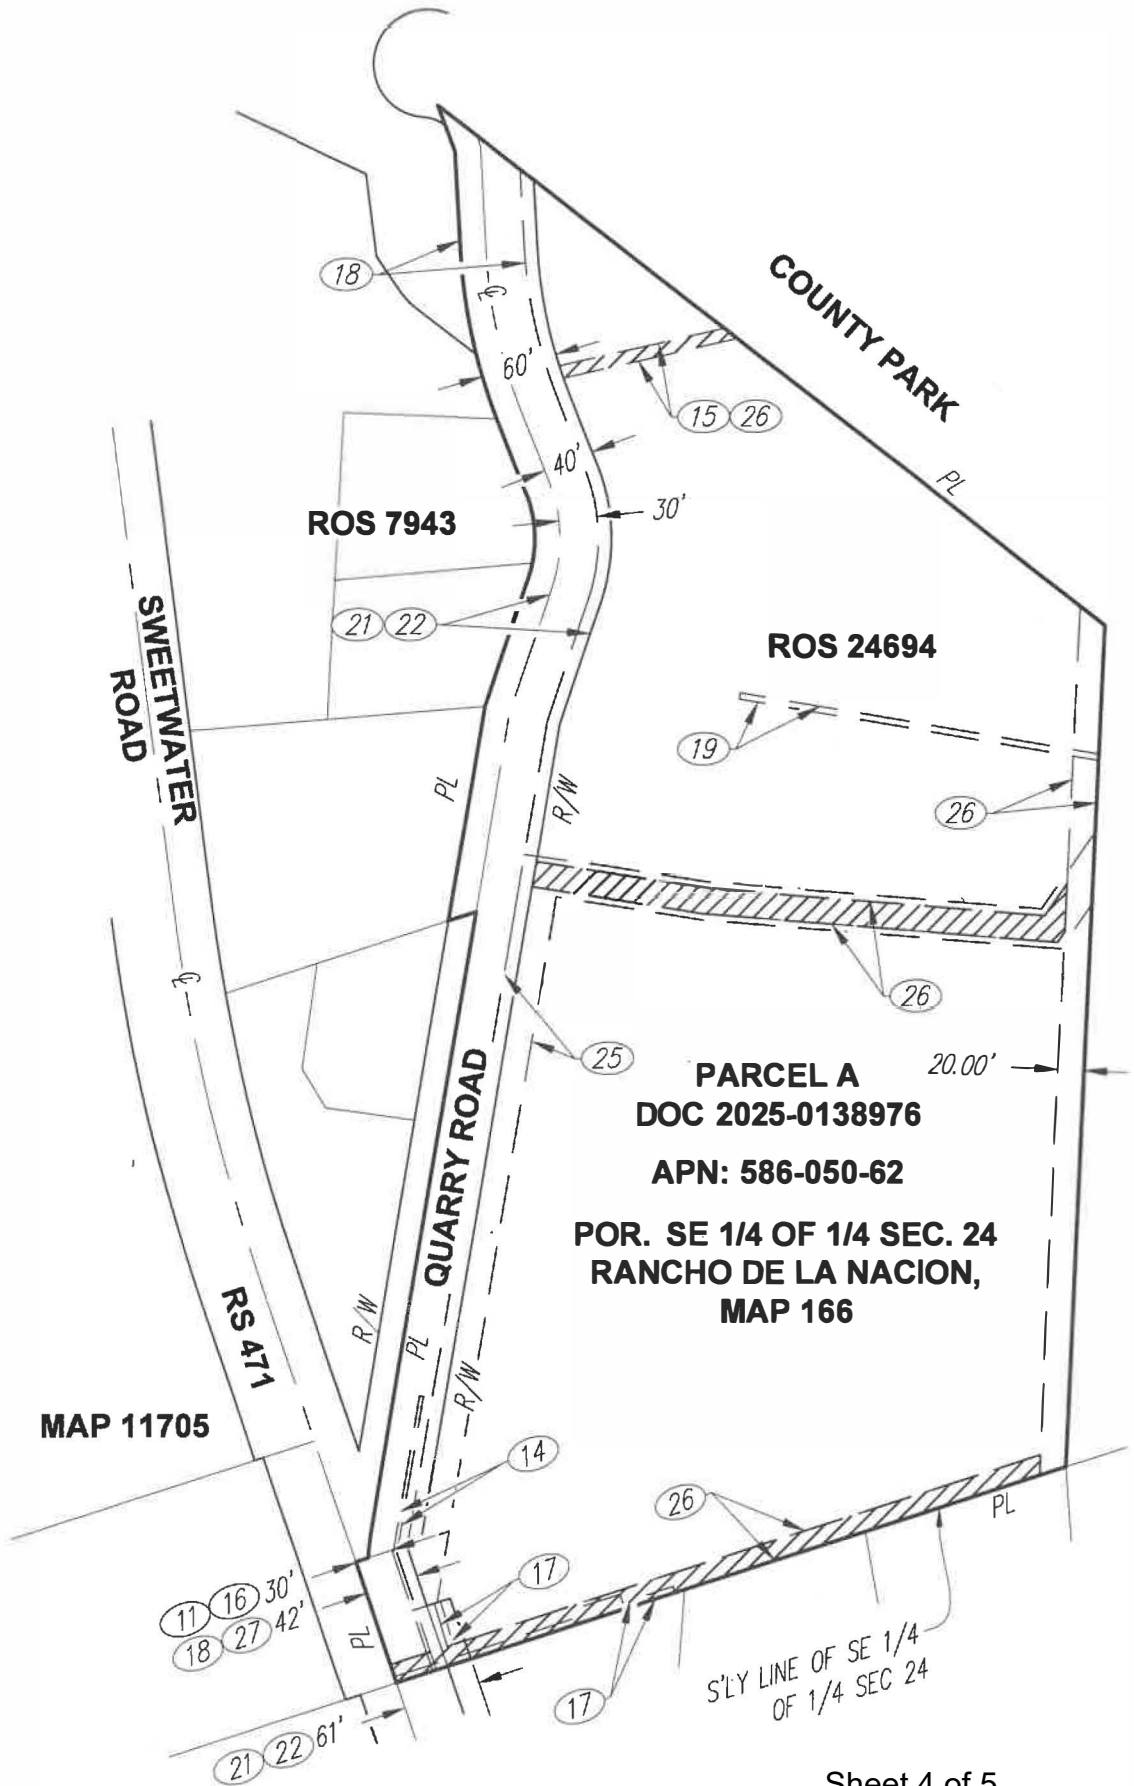 18
COUNTY PARK
60'
15 26
40'
PL
30'
ROS 7943
21 22
ROS 24694
SWEETWATER
ROAD
19
PL
R/W
26
26
25
20.00'
PARCEL A
DOC 2025-0138976
APN: 586-050-62
QUARRY ROAD
POR. SE 1/4 OF 1/4 SEC. 24
RANCHO DE LA NACION,
MAP 166
RS 471
R/W
PL
R/W
MAP 11705
14
26
PL
17
11 16 30'
18 27 42'
PL
S'LY LINE OF SE 1/4
OF 1/4 SEC 24
17
21 22 61'
Sheet 4 of 5